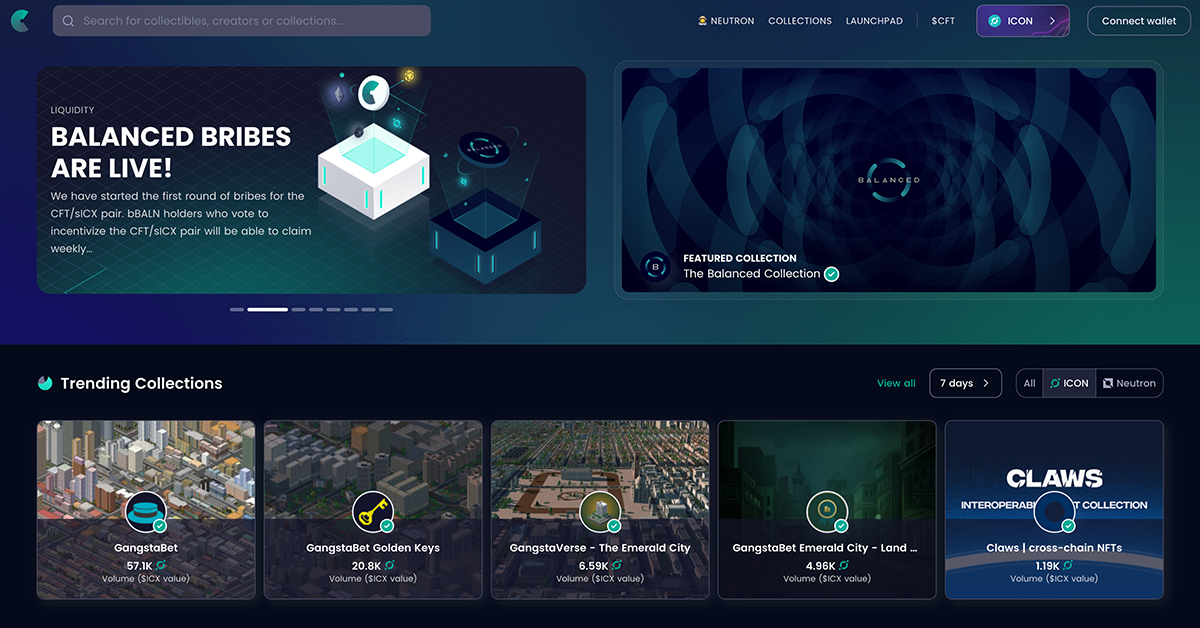 Search for collectibles, creators or collections...
NEUTRON
COLLECTIONS
LAUNCHPAD
$CFT
ICON
Connect wallet
LIQUIDITY
BALANCED BRIBES
ARE LIVE!
We have started the first round of bribes for the
CFT/sICX pair. bBALN holders who vote to
incentivize the CFT/sICX pair will be able to claim
weekly...
BALANCED
BALANCED
B
FEATURED COLLECTION
The Balanced Collection
Trending Collections
View all
7 days
All
ICON
Neutron
GangstaBet
57.1K
Volume ($ICX value)
GangstaBet Golden Keys
20.8K
Volume ($ICX value)
GangstaVerse - The Emerald City
6.59K
Volume ($ICX value)
GangstaBet Emerald City - Land ...
4.96K
Volume ($ICX value)
CLAWS
INTEROPERAB T COLLECTION
Claws | cross-chain NFTs
1.19K
Volume ($ICX value)